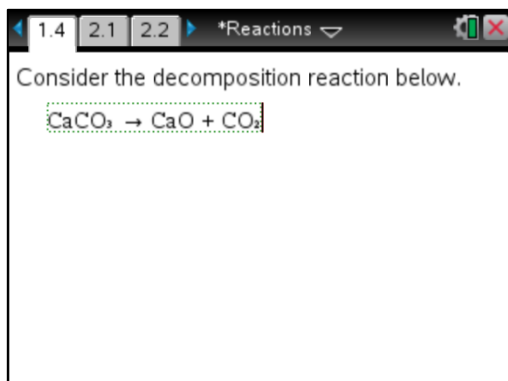 1.4 2.1 2.2 *Reactions
Consider the decomposition reaction below.
CaCO₃ → CaO + CO₂